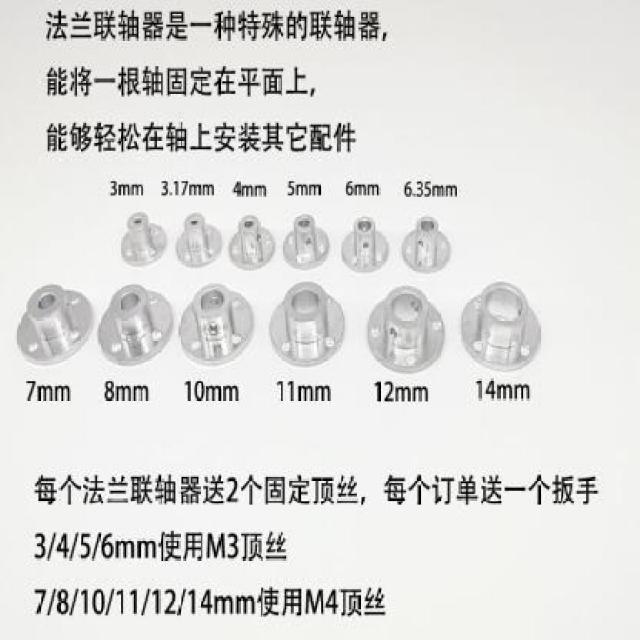 法兰联轴器是一种特殊的联轴器,
能将一根轴固定在平面上,
能够轻松在轴上安装其它配件
3mm 3.17mm 4mm 5mm 6mm 6.35mm
7mm 8mm 10mm 11mm 12mm 14mm
每个法兰联轴器送2个固定顶丝, 每个订单送一个扳手
3/4/5/6mm使用M3顶丝
7/8/10/11/12/14mm使用M4顶丝